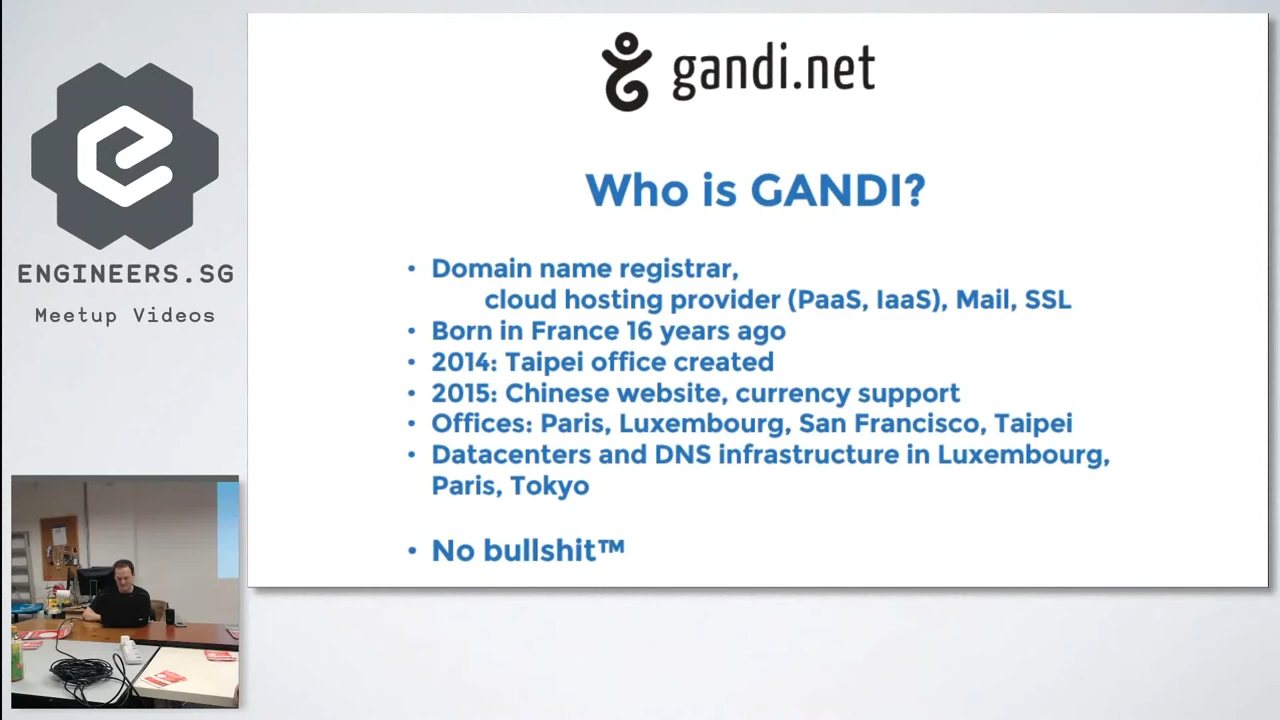 gandi.net
ENGINEERS.SG
Meetup Videos
Who is GANDI?
• Domain name registrar,
cloud hosting provider (PaaS, IaaS), Mail, SSL
• Born in France 16 years ago
• 2014: Taipei office created
• 2015: Chinese website, currency support
• Offices: Paris, Luxembourg, San Francisco, Taipei
• Datacenters and DNS infrastructure in Luxembourg,
Paris, Tokyo
• No bullshit™